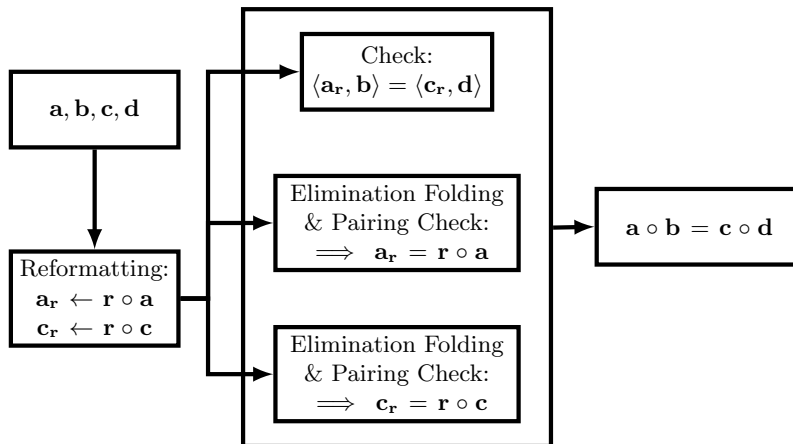 a, b, c, d
Reformatting:
a_r ← r ∘ a
c_r ← r ∘ c
Check:
⟨a_r, b⟩ = ⟨c_r, d⟩
Elimination Folding
& Pairing Check:
⟹ a_r = r ∘ a
Elimination Folding
& Pairing Check:
⟹ c_r = r ∘ c
a ∘ b = c ∘ d